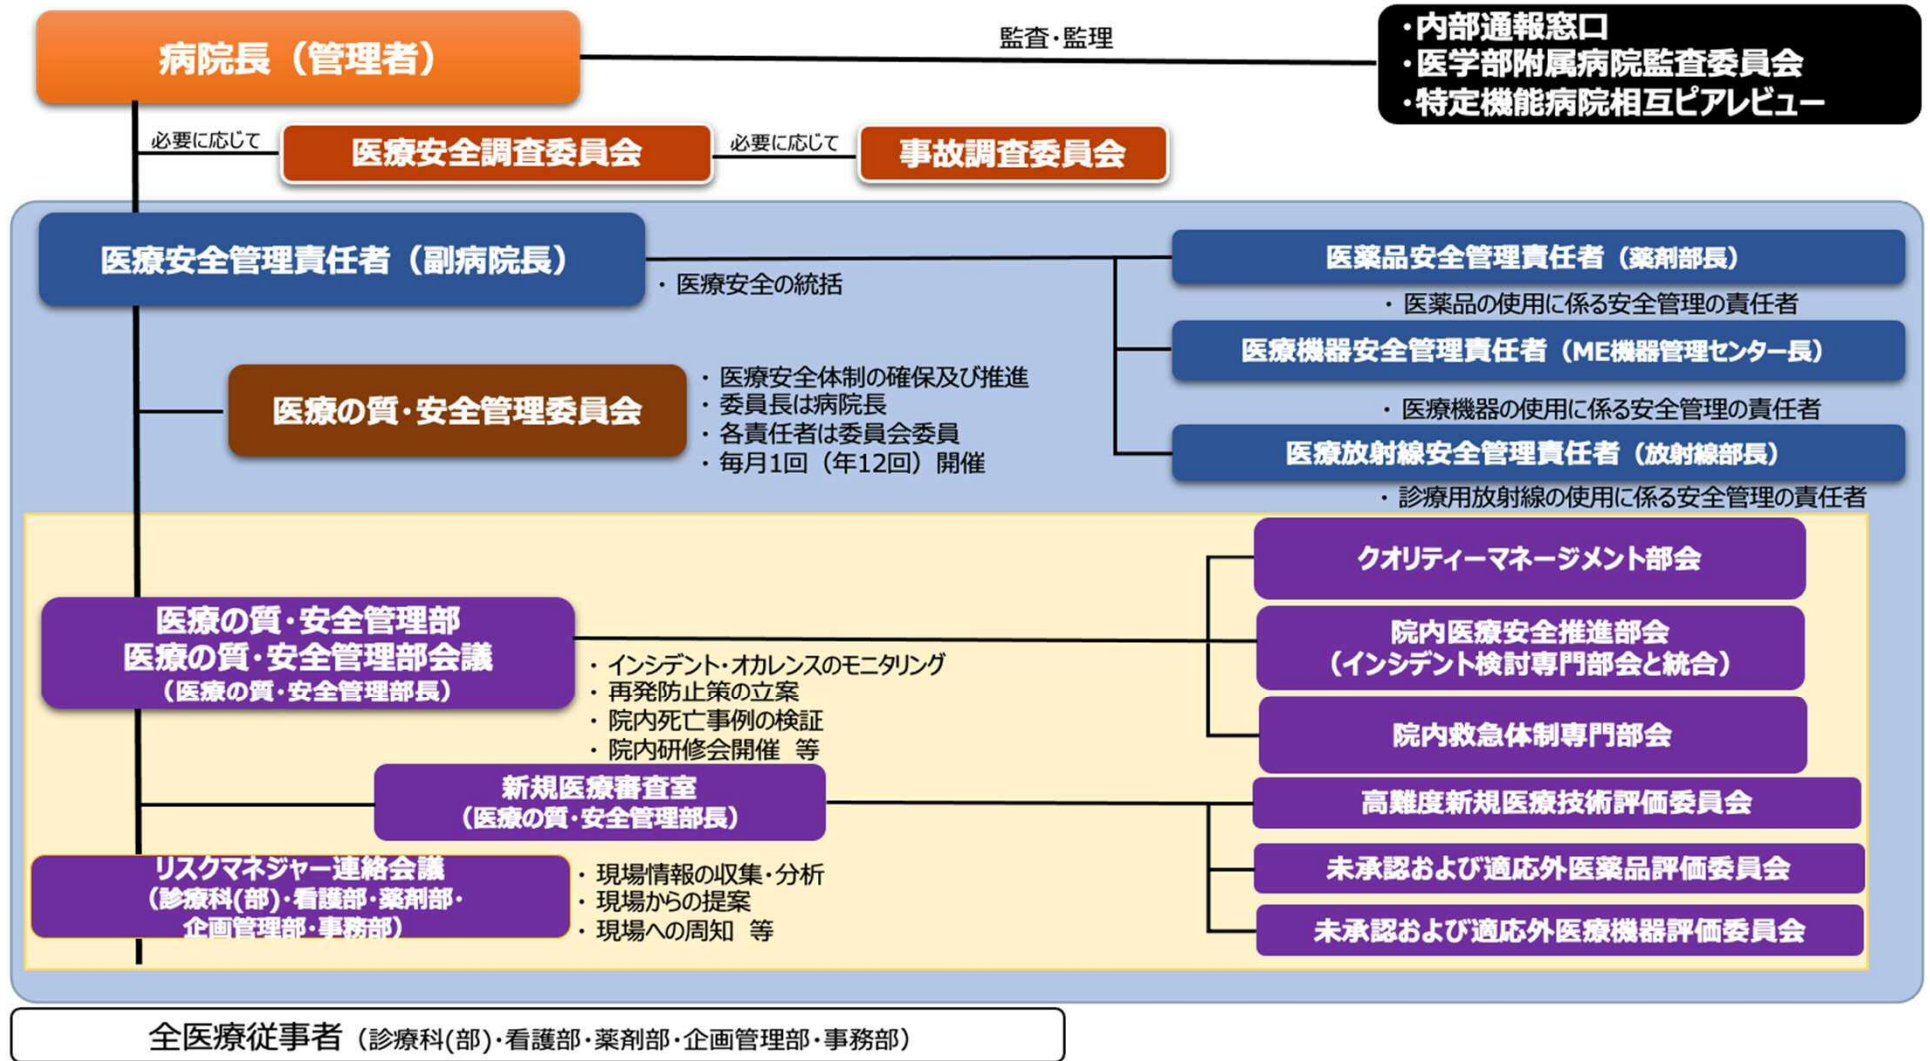 病院長（管理者）
監査・監理
・内部通報窓口
・医学部附属病院監査委員会
・特定機能病院相互ピアレビュー
必要に応じて
医療安全調査委員会
必要に応じて
事故調査委員会
医療安全管理責任者（副病院長）
・ 医療安全の統括
医薬品安全管理責任者（薬剤部長）
・ 医薬品の使用に係る安全管理の責任者
医療機器安全管理責任者（ME機器管理センター長）
・ 医療機器の使用に係る安全管理の責任者
医療放射線安全管理責任者（放射線部長）
・ 診療用放射線の使用に係る安全管理の責任者
医療の質・安全管理委員会
・ 医療安全体制の確保及び推進
・ 委員長は病院長
・ 各責任者は委員会委員
・ 毎月1回（年12回）開催
医療の質・安全管理部
医療の質・安全管理部会議
（医療の質・安全管理部長）
・ インシデント・オカレンスのモニタリング
・ 再発防止策の立案
・ 院内死亡事例の検証
・ 院内研修会開催 等
クオリティーマネージメント部会
院内医療安全推進部会
（インシデント検討専門部会と統合）
院内救急体制専門部会
新規医療審査室
（医療の質・安全管理部長）
高難度新規医療技術評価委員会
未承認および適応外医薬品評価委員会
未承認および適応外医療機器評価委員会
リスクマネジャー連絡会議
（診療科(部)・看護部・薬剤部・
企画管理部・事務部）
・ 現場情報の収集・分析
・ 現場からの提案
・ 現場への周知 等
全医療従事者（診療科(部)・看護部・薬剤部・企画管理部・事務部）